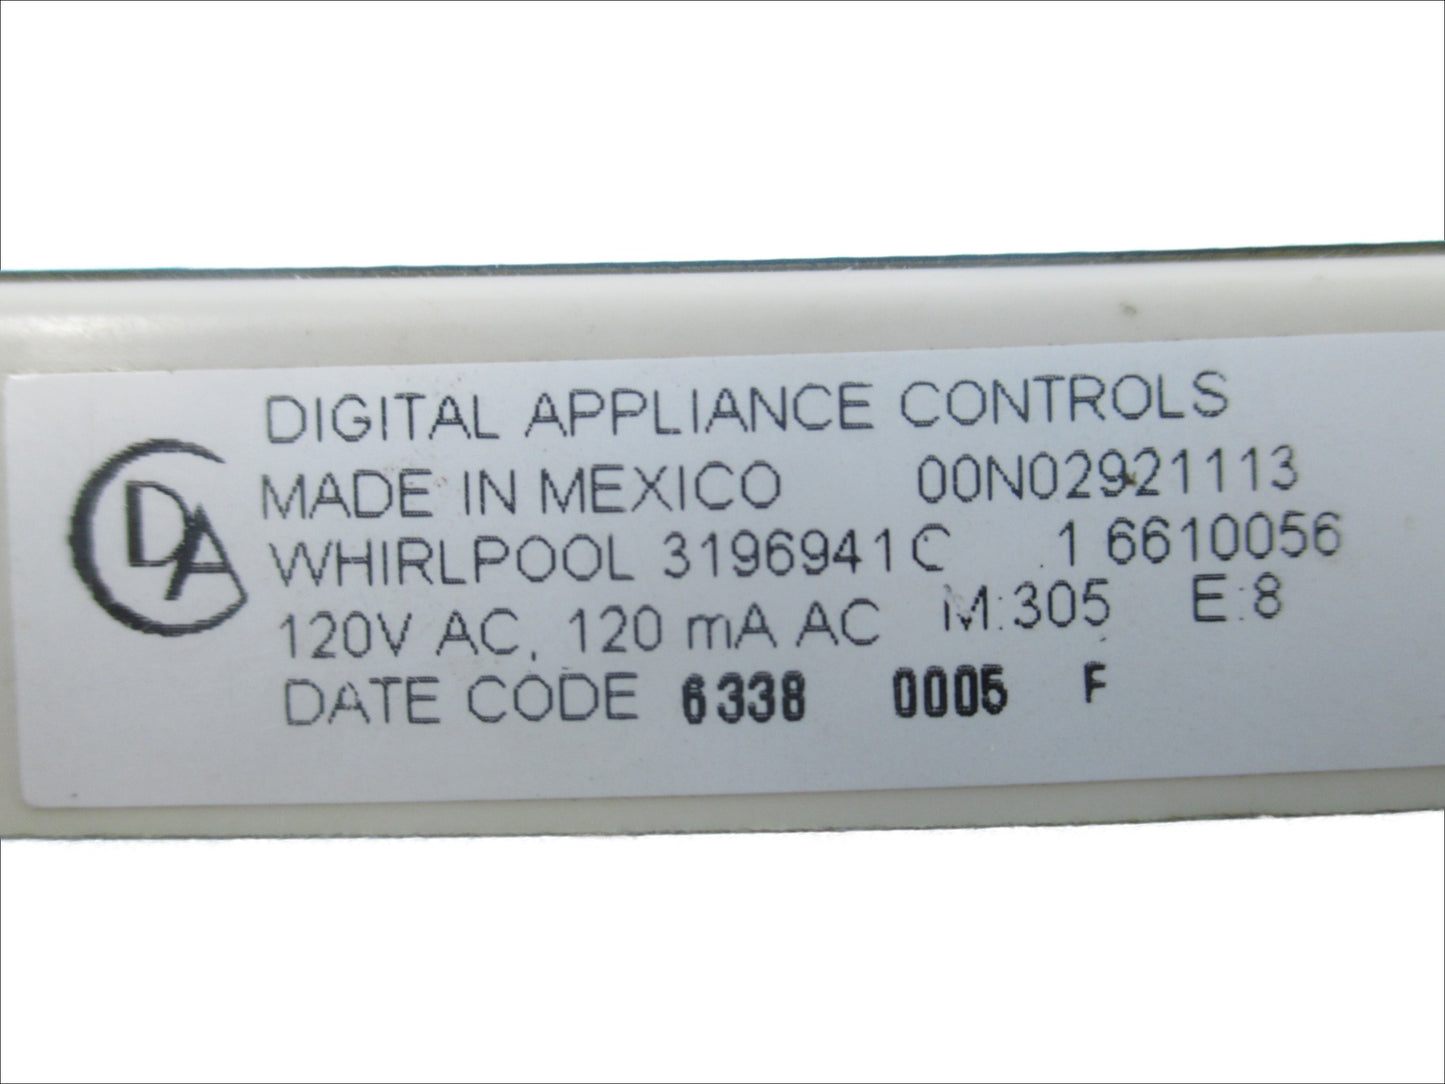 DIGITAL APPLIANCE CONTROLS
MADE IN MEXICO 00N02921113
WHIRLPOOL 3196941C 1 6610056
120V AC, 120 mA AC M:305 E:8
DATE CODE 6338 0005 F
DAC